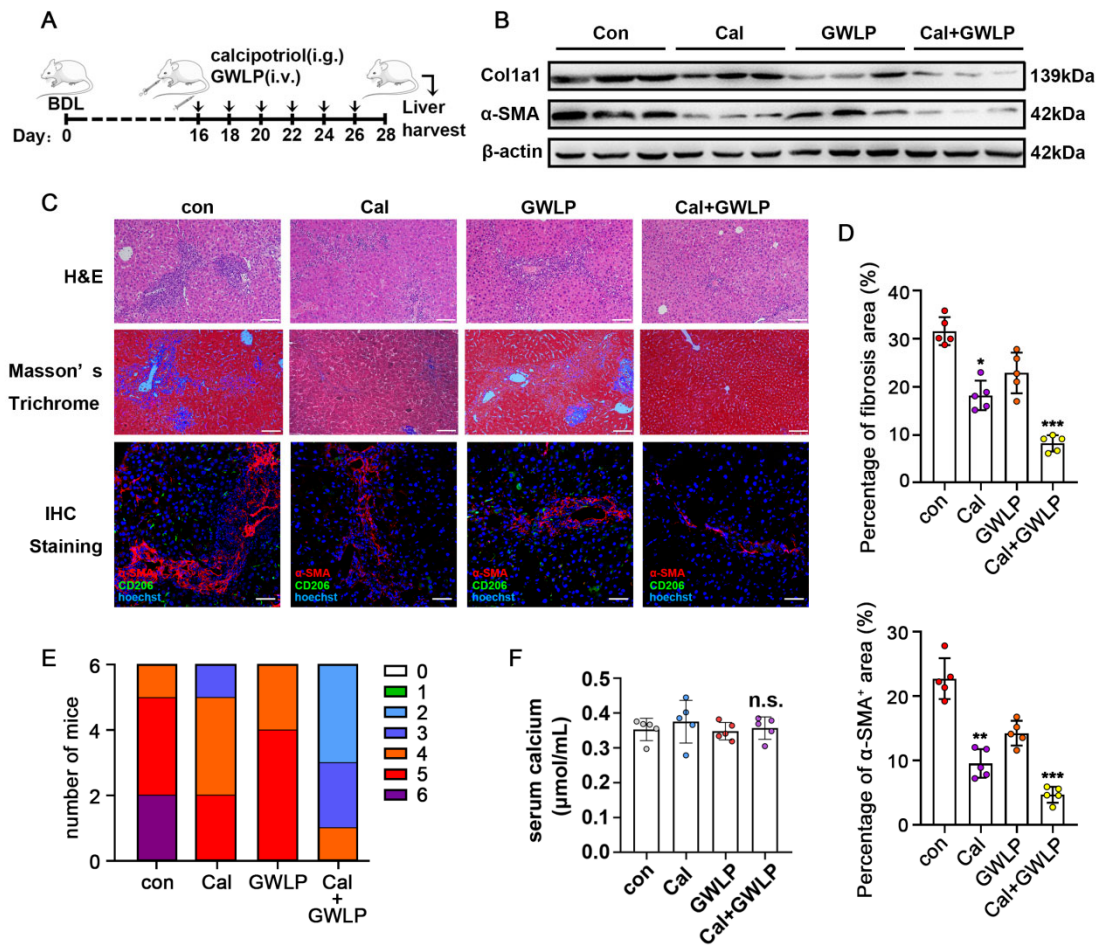 A
calcipotriol(i.g.)
GWLP(i.v.)
BDL
Liver
harvest
Day:
0 16 18 20 22 24 26 28
B
Con Cal GWLP Cal+GWLP
Col1a1 139kDa
α-SMA 42kDa
β-actin 42kDa
C
con Cal GWLP Cal+GWLP
H&E
Masson's
Trichrome
IHC
Staining
α-SMA α-SMA α-SMA α-SMA
CD206 CD206 CD206 CD206
hoechst hoechst hoechst hoechst
D
Percentage of fibrosis area (%)
40
30
20
10
0
* ***
con Cal GWLP Cal+GWLP
Percentage of α-SMA⁺ area (%)
30
20
10
0
** ***
con Cal GWLP Cal+GWLP
E
number of mice
6
4
2
0
con Cal GWLP Cal
+
GWLP
0
1
2
3
4
5
6
F
serum calcium
(μmol/mL)
0.5
0.4
0.3
0.2
0.1
0.0
n.s.
con Cal GWLP Cal+GWLP